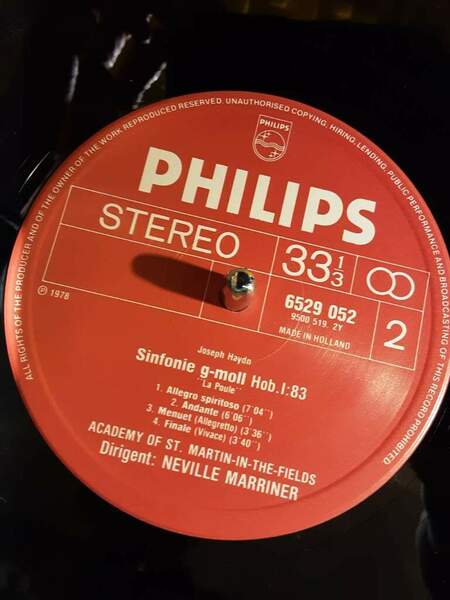 ALL RIGHTS OF THE PRODUCER AND OF THE OWNER OF THE WORK REPRODUCED RESERVED. UNAUTHORISED COPYING, HIRING, LENDING, PUBLIC PERFORMANCE AND BROADCASTING OF THIS RECORD PROHIBITED
PHILIPS
PHILIPS
STEREO
33 1/3
6529 052
9500 519. 2Y
MADE IN HOLLAND
2
Ⓟ 1978
Joseph Haydn
Sinfonie g-moll Hob.I:83
"La Poule"
1. Allegro spiritoso (7'04'')
2. Andante (6'06'')
3. Menuet (Allegretto) (3'36'')
4. Finale (Vivace) (3'40'')
ACADEMY OF ST. MARTIN-IN-THE-FIELDS
Dirigent: NEVILLE MARRINER